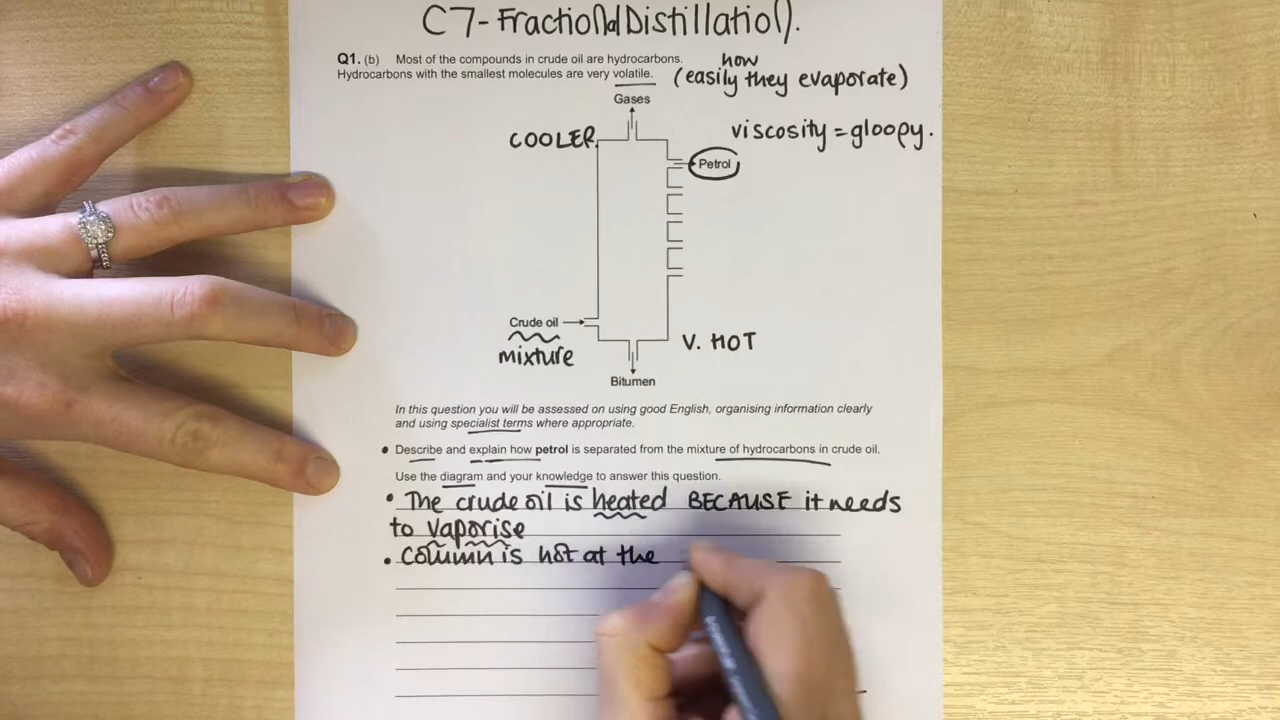 C7-Fractional Distillation.
Q1. (b) Most of the compounds in crude oil are hydrocarbons.
how
Hydrocarbons with the smallest molecules are very volatile. (easily they evaporate)
Gases
COOLER
viscosity = gloopy.
Petrol
Crude oil
mixture
V. HOT
Bitumen
In this question you will be assessed on using good English, organising information clearly
and using specialist terms where appropriate.
• Describe and explain how petrol is separated from the mixture of hydrocarbons in crude oil.
Use the diagram and your knowledge to answer this question.
• The crude oil is heated BECAUSE it needs
to vaporise
• column is hot at the